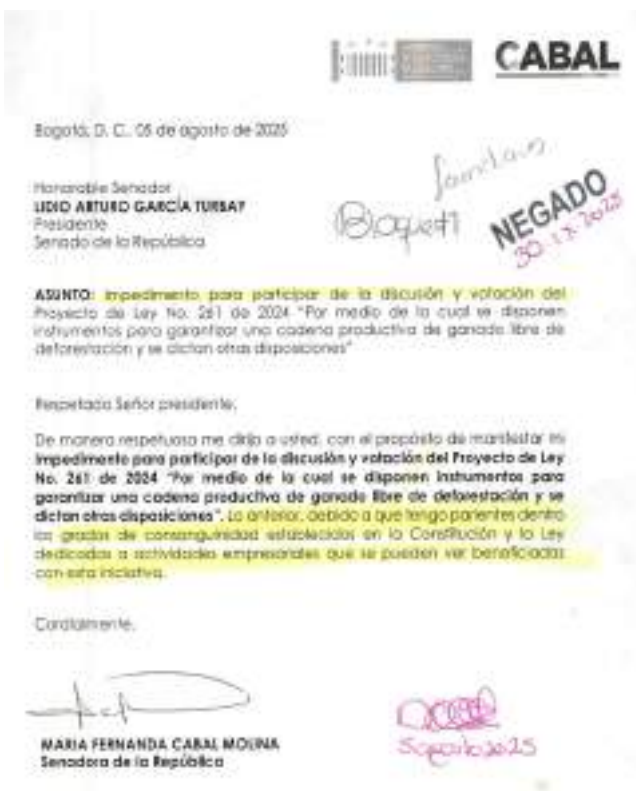 CABAL
Bogotá, D. C., 05 de agosto de 2025
Honorable Senador
LIDIO ARTURO GARCÍA TURBAY
Presidente
Senado de la República
NEGADO
30 IX 2025
ASUNTO: Impedimento para participar de la discusión y votación del
Proyecto de Ley No. 261 de 2024 "Por medio de la cual se disponen
instrumentos para garantizar una cadena productiva de ganado libre de
deforestación y se dictan otras disposiciones"
Respetado Señor presidente,
De manera respetuosa me dirijo a usted, con el propósito de manifestar mi
impedimento para participar de la discusión y votación del Proyecto de Ley
No. 261 de 2024 "Por medio de la cual se disponen instrumentos para
garantizar una cadena productiva de ganado libre de deforestación y se
dictan otras disposiciones". Lo anterior, debido a que tengo parientes dentro
los grados de consanguinidad establecidos en la Constitución y la Ley
dedicados a actividades empresariales que se pueden ver beneficiadas
con esta iniciativa.
Cordialmente,
MARIA FERNANDA CABAL MOLINA
Senadora de la República
5 agosto 2025